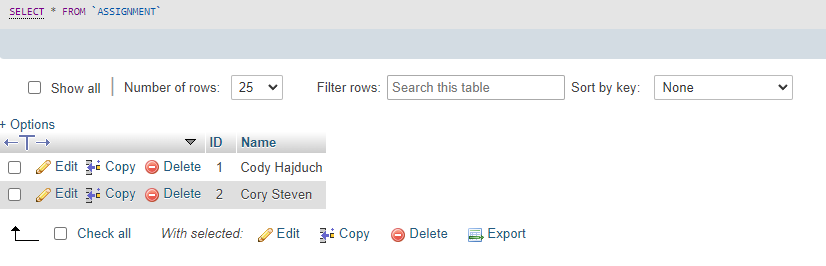 SELECT * FROM `ASSIGNMENT`
Show all | Number of rows: 25 Filter rows: Search this table Sort by key: None
+ Options
←T→ ▼ ID Name
Edit Copy Delete 1 Cody Hajduch
Edit Copy Delete 2 Cory Steven
Check all With selected: Edit Copy Delete Export